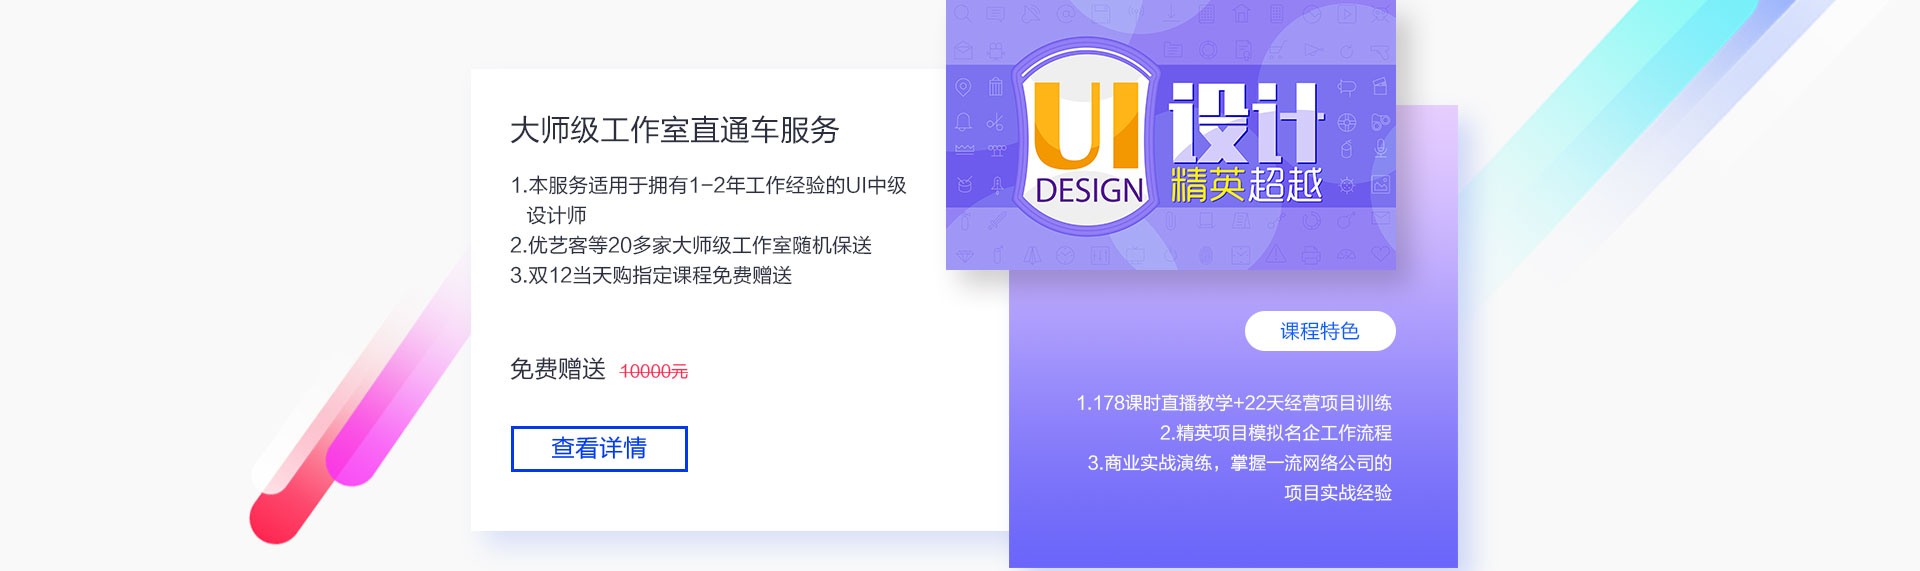 大师级工作室直通车服务
1.本服务适用于拥有1-2年工作经验的UI中级
设计师
2.优艺客等20多家大师级工作室随机保送
3.双12当天购指定课程免费赠送
免费赠送 10000元
查看详情
UI
DESIGN
设计
精英超越
课程特色
1.178课时直播教学+22天经营项目训练
2.精英项目模拟名企工作流程
3.商业实战演练，掌握一流网络公司的
项目实战经验